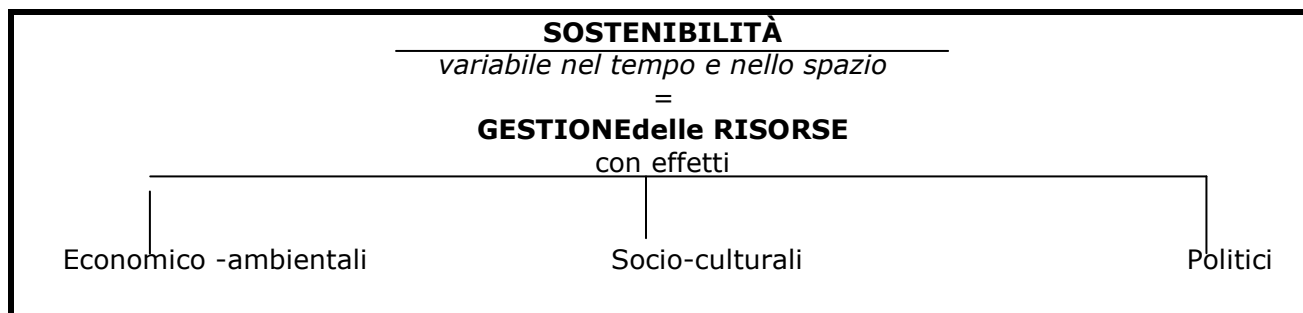 SOSTENIBILITÀ
variabile nel tempo e nello spazio
=
GESTIONEdelle RISORSE
con effetti
Economico -ambientali Socio-culturali Politici